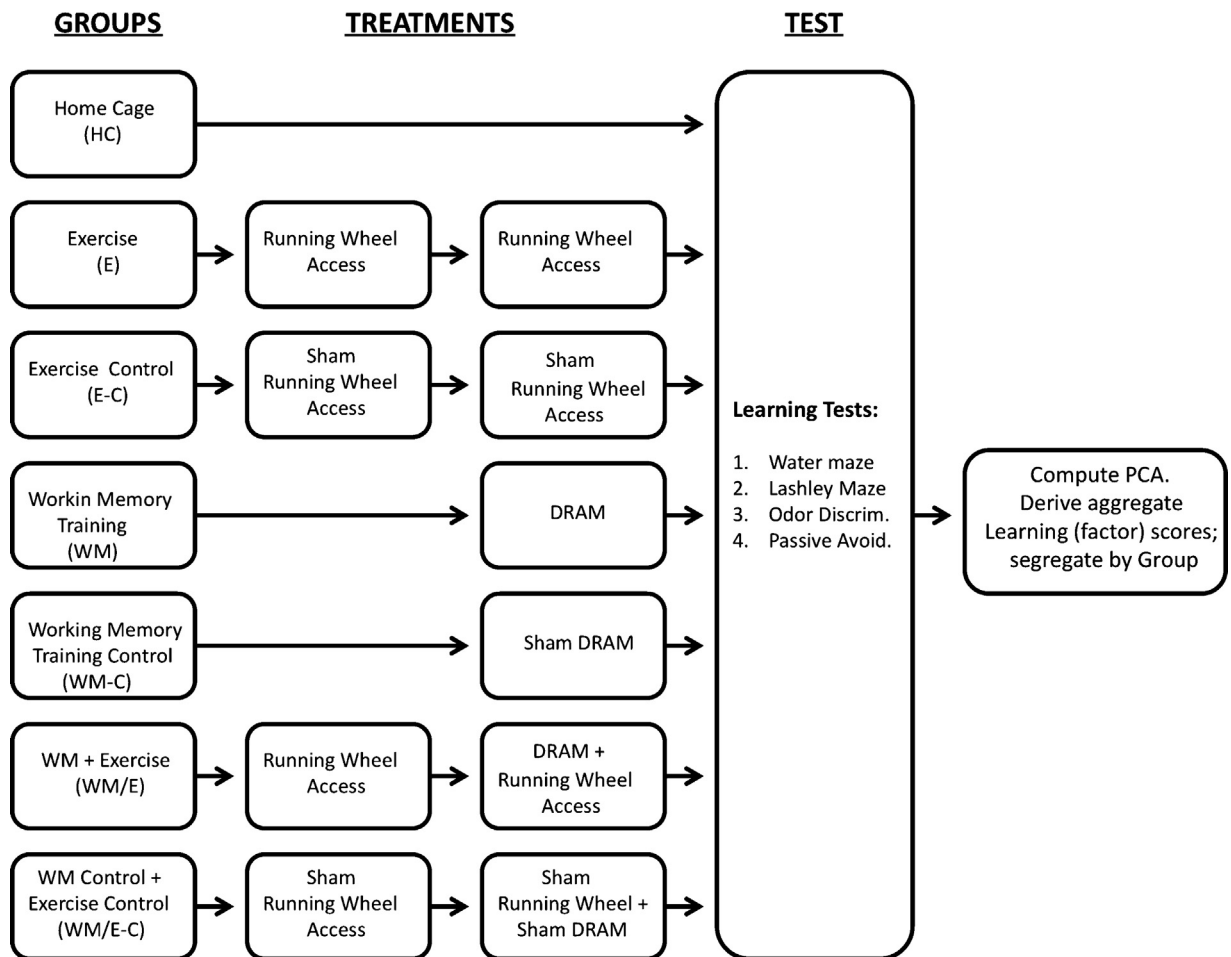 GROUPS
TREATMENTS
TEST
Home Cage
(HC)
Exercise
(E)
Running Wheel
Access
Running Wheel
Access
Exercise Control
(E-C)
Sham
Running Wheel
Access
Sham
Running Wheel
Access
Workin Memory
Training
(WM)
DRAM
Working Memory
Training Control
(WM-C)
Sham DRAM
WM + Exercise
(WM/E)
Running Wheel
Access
DRAM +
Running Wheel
Access
WM Control +
Exercise Control
(WM/E-C)
Sham
Running Wheel
Access
Sham
Running Wheel +
Sham DRAM
Learning Tests:
1. Water maze
2. Lashley Maze
3. Odor Discrim.
4. Passive Avoid.
Compute PCA.
Derive aggregate
Learning (factor) scores;
segregate by Group